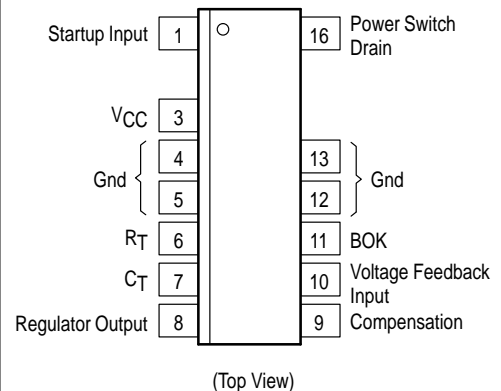 Startup Input 1 16 Power Switch
Drain
VCC 3
4 13
Gnd Gnd
5 12
RT 6 11 BOK
CT 7 10 Voltage Feedback
Input
Regulator Output 8 9 Compensation
(Top View)